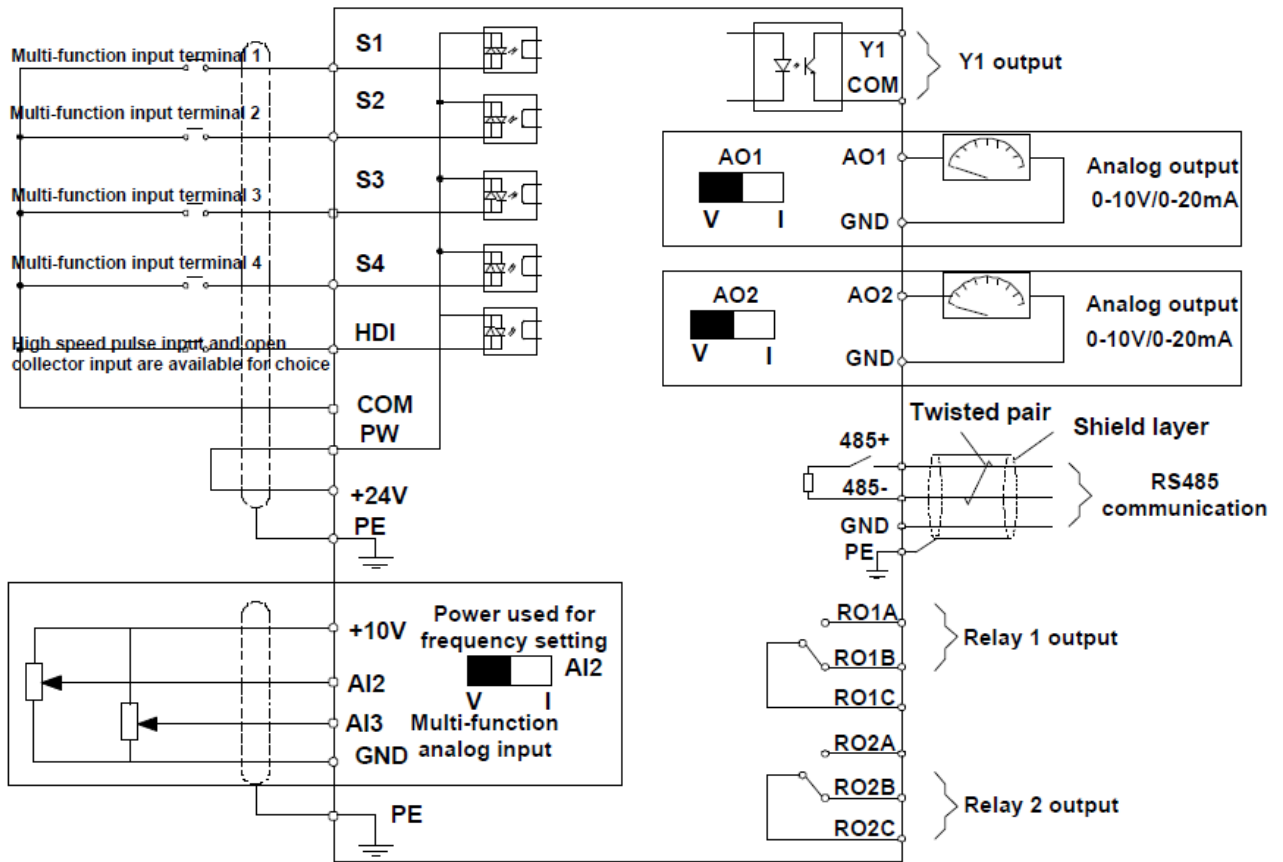 Multi-function input terminal 1
S1
Multi-function input terminal 2
S2
Multi-function input terminal 3
S3
Multi-function input terminal 4
S4
High speed pulse input and open
collector input are available for choice
HDI
COM
PW
+24V
PE
+10V
Power used for
frequency setting
AI2
V I
AI2
AI3
Multi-function
analog input
GND
PE
Y1
COM
Y1 output
AO1
V I
AO1
GND
Analog output
0-10V/0-20mA
AO2
V I
AO2
GND
Analog output
0-10V/0-20mA
Twisted pair
Shield layer
485+
485-
GND
PE
RS485
communication
RO1A
RO1B
RO1C
Relay 1 output
RO2A
RO2B
RO2C
Relay 2 output